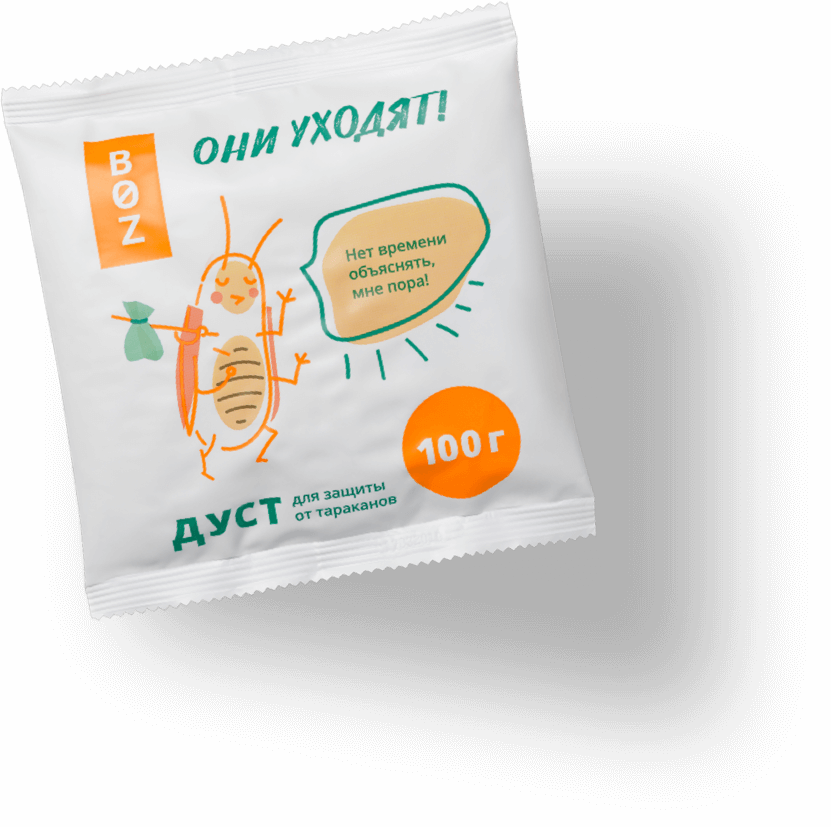 ОНИ УХОДЯТ!
BØZ
Нет времени
объяснять,
мне пора!
100 г
ДУСТ для защиты
от тараканов